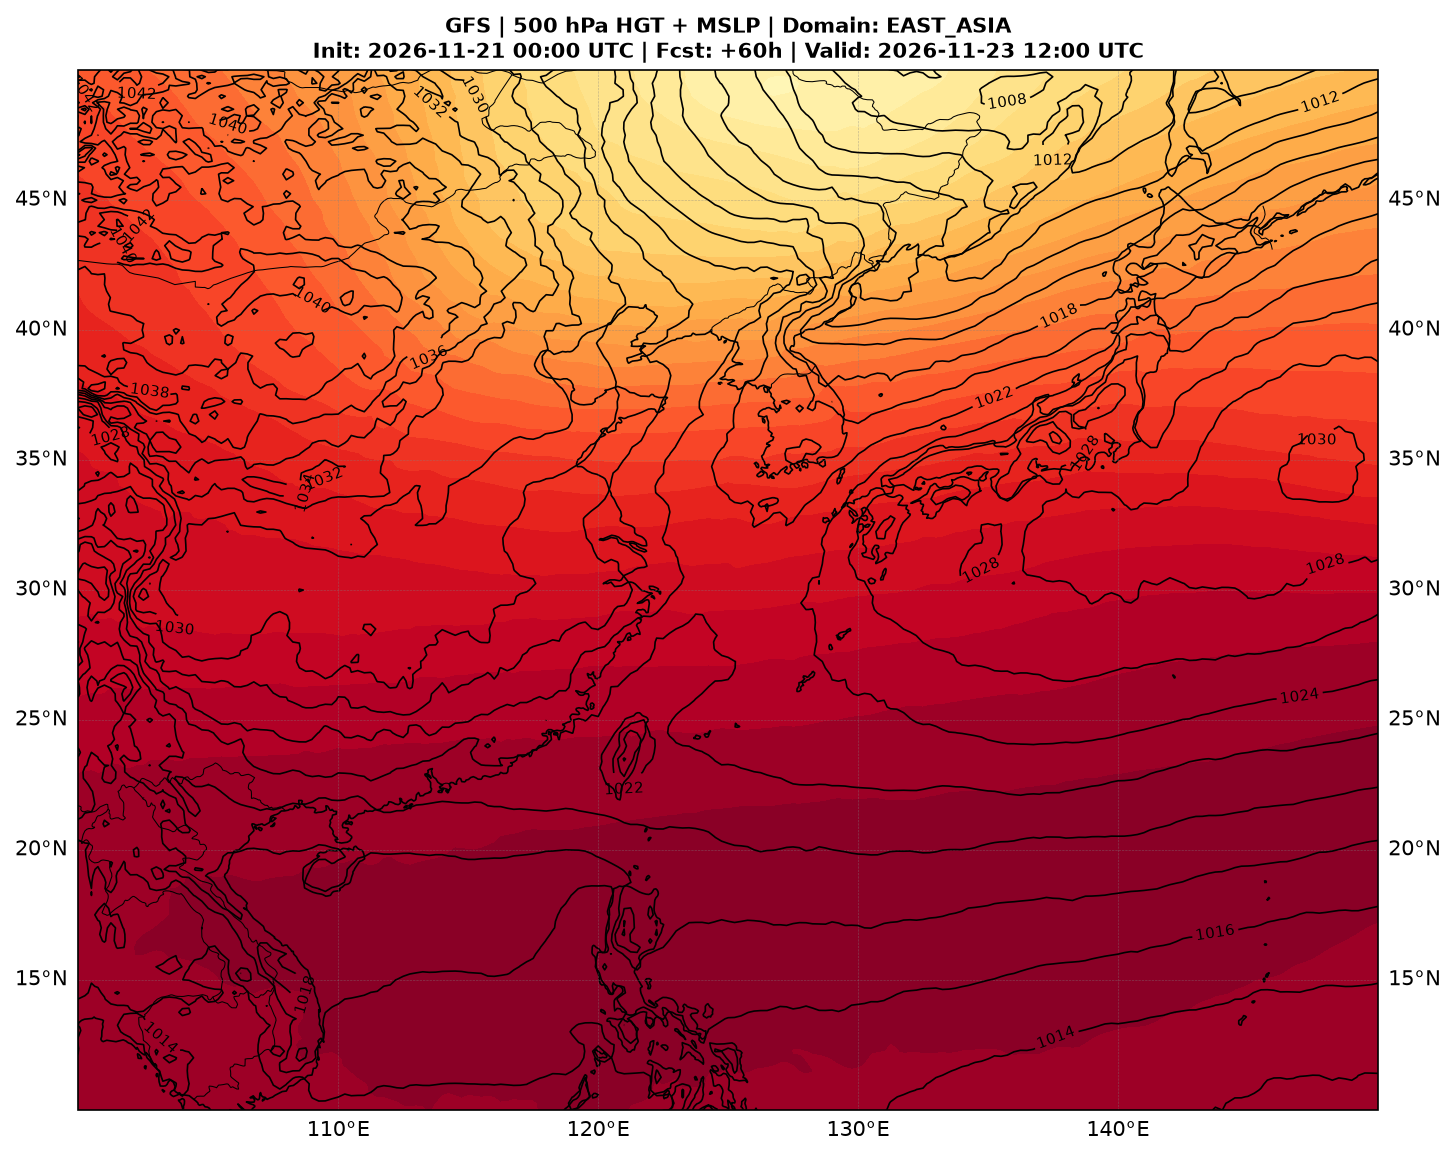 GFS | 500 hPa HGT + MSLP | Domain: EAST_ASIA
Init: 2026-11-21 00:00 UTC | Fcst: +60h | Valid: 2026-11-23 12:00 UTC
1042
1032
1030
1008
1012
1040
1012
45°N
45°N
1042
1040
1018
40°N
40°N
1036
1038
1022
1028
1030
1028
35°N
35°N
1032
1028
1028
30°N
30°N
1030
1024
25°N
25°N
1022
20°N
20°N
1016
15°N
15°N
1018
1014
1014
110°E
120°E
130°E
140°E